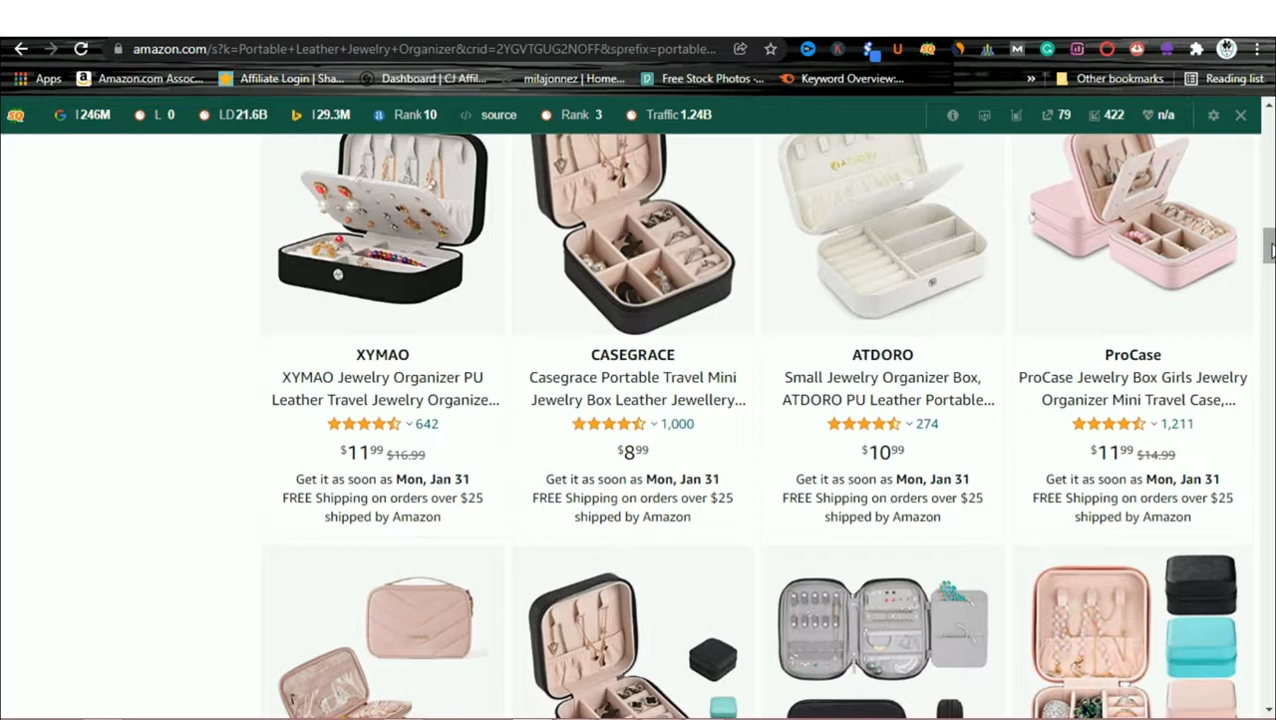 amazon.com/s?k=Portable+Leather+Jewelry+Organizer&crid=2YGVTGUG2NOFF&sprefix=portable...
Apps Amazon.com Assoc... Affiliate Login | Sha... Dashboard | CJ Affil... milajonnez | Home... Free Stock Photos -... Keyword Overview:... » Other bookmarks Reading list
SQ G I 246M L 0 LD 21.6B I 29.3M Rank 10 source Rank 3 Traffic 1.24B 79 422 n/a
ATDORO
XYMAO CASEGRACE ATDORO ProCase
XYMAO Jewelry Organizer PU Casegrace Portable Travel Mini Small Jewelry Organizer Box, ProCase Jewelry Box Girls Jewelry
Leather Travel Jewelry Organize... Jewelry Box Leather Jewellery... ATDORO PU Leather Portable... Organizer Mini Travel Case,...
642 1,000 274 1,211
$11.99 $16.99 $8.99 $10.99 $11.99 $14.99
Get it as soon as Mon, Jan 31 Get it as soon as Mon, Jan 31 Get it as soon as Mon, Jan 31 Get it as soon as Mon, Jan 31
FREE Shipping on orders over $25 FREE Shipping on orders over $25 FREE Shipping on orders over $25 FREE Shipping on orders over $25
shipped by Amazon shipped by Amazon shipped by Amazon shipped by Amazon